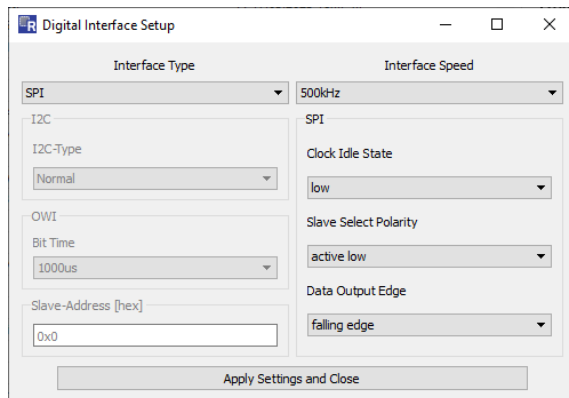 Digital Interface Setup
Interface Type
Interface Speed
SPI
500kHz
I2C
I2C-Type
Normal
OWI
Bit Time
1000us
Slave-Address [hex]
0x0
SPI
Clock Idle State
low
Slave Select Polarity
active low
Data Output Edge
falling edge
Apply Settings and Close